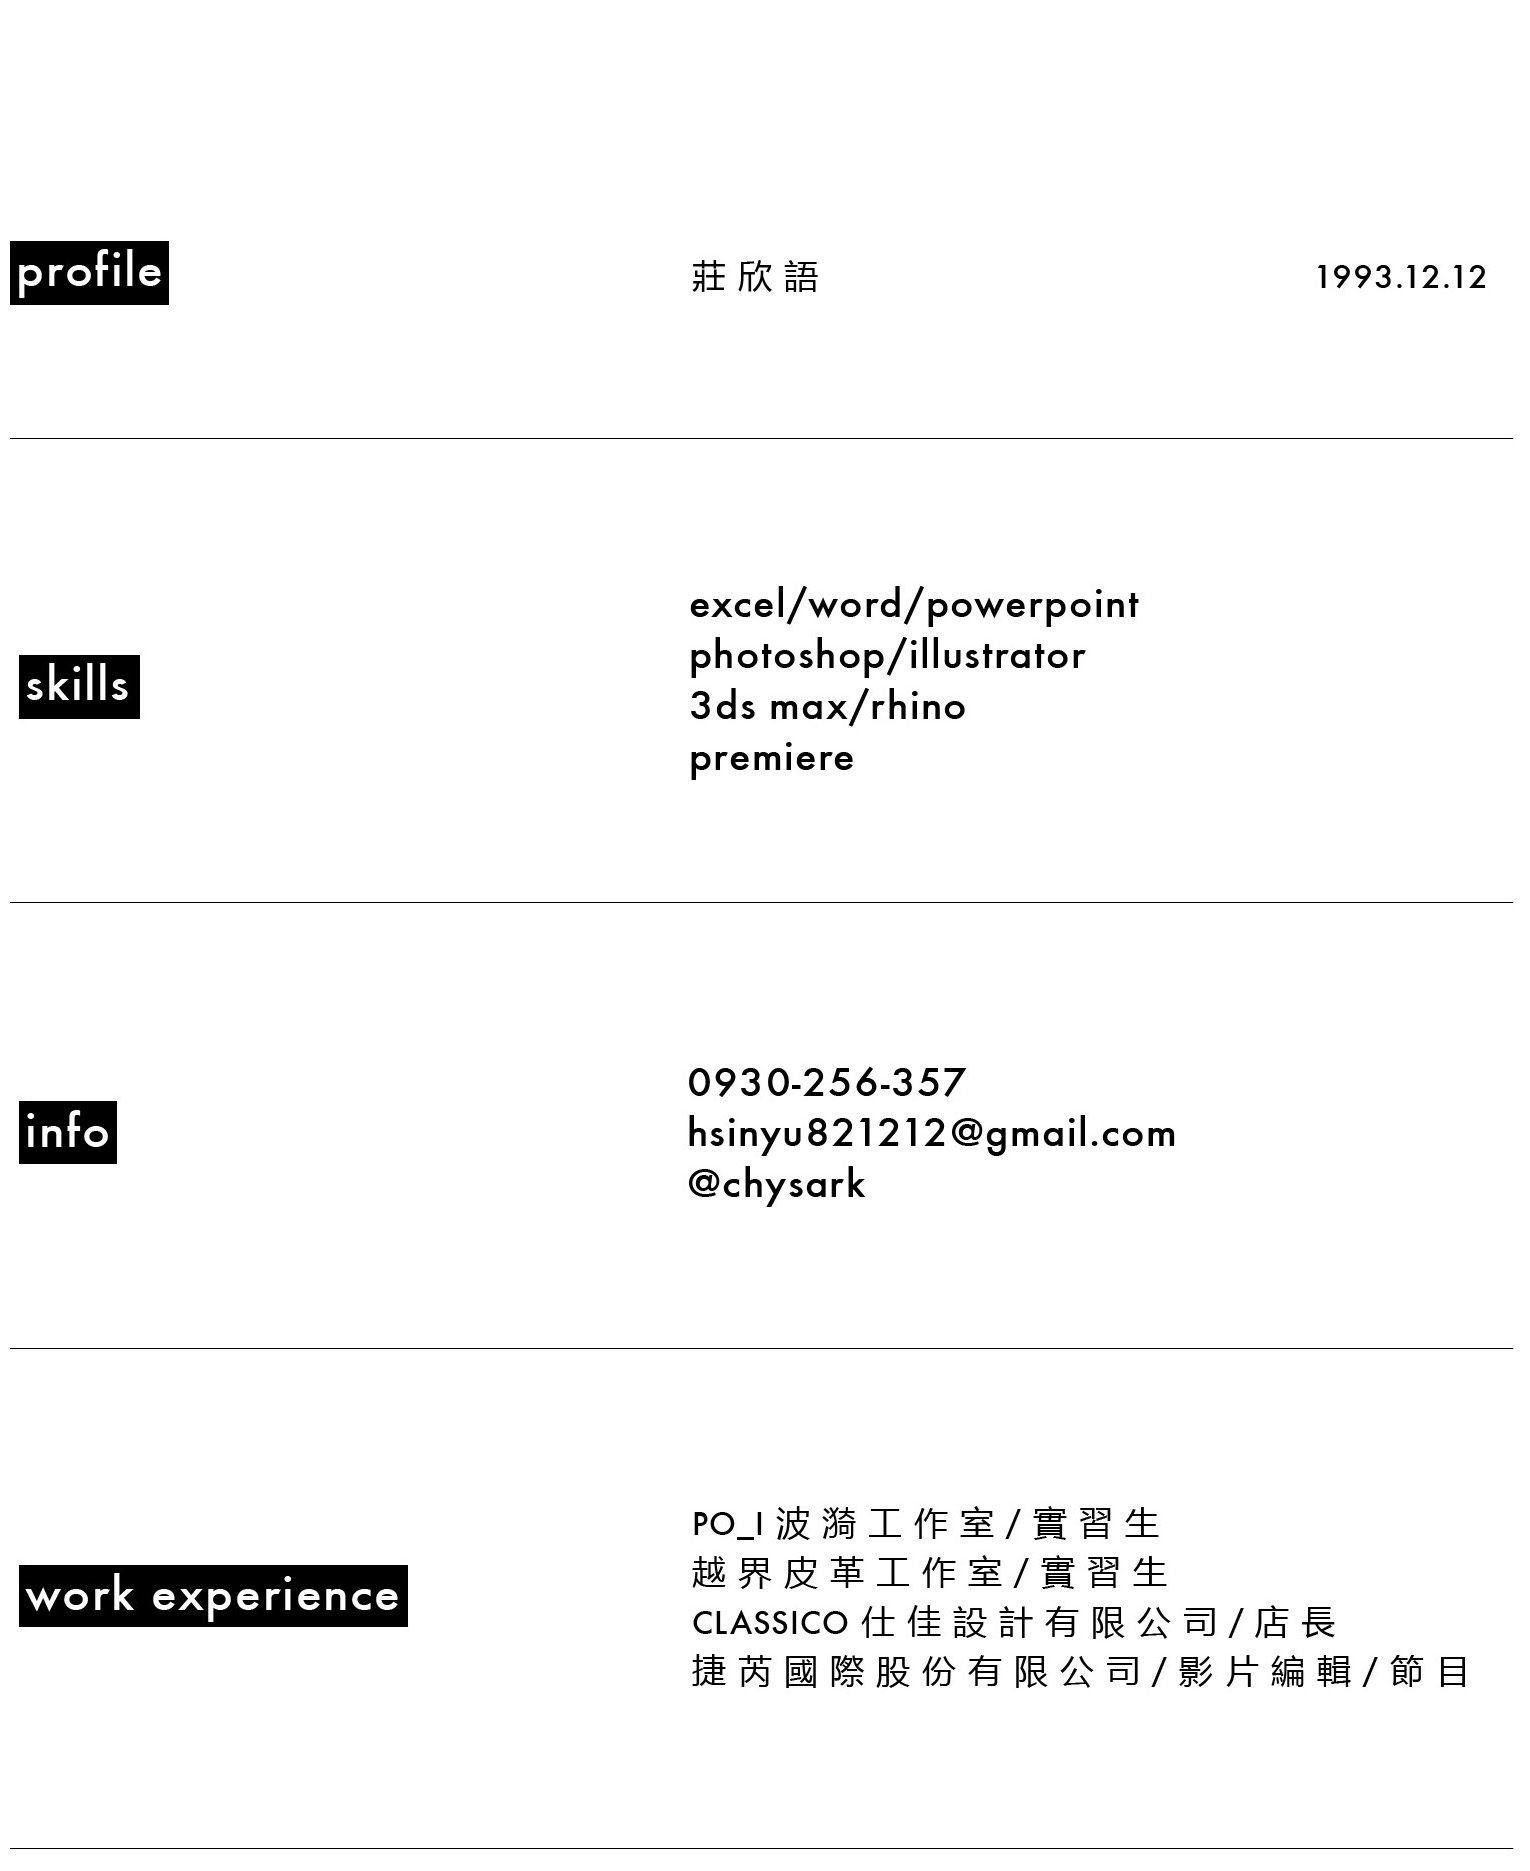 profile
莊欣語
1993.12.12
skills
excel/word/powerpoint
photoshop/illustrator
3ds max/rhino
premiere
info
0930-256-357
hsinyu821212@gmail.com
@chysark
work experience
PO_I 波漪工作室/實習生
越界皮革工作室/實習生
CLASSICO 仕佳設計有限公司/店長
捷芮國際股份有限公司/影片編輯/節目